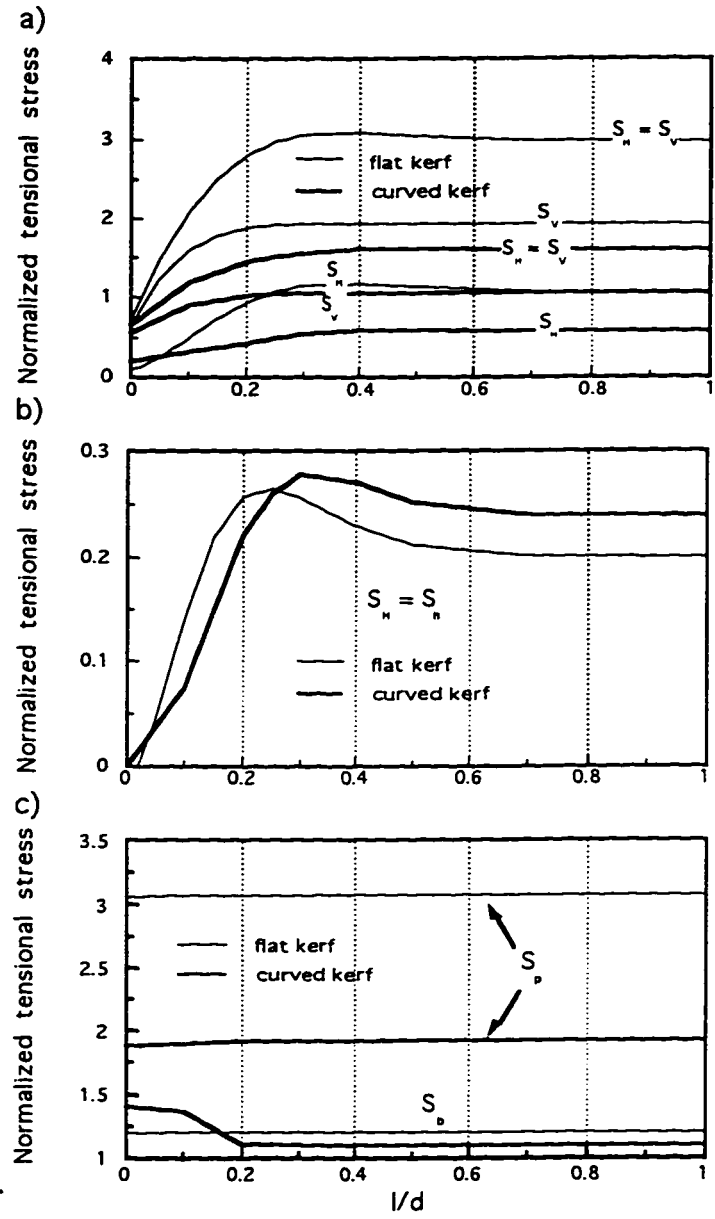 a)
Normalized tensional stress
4
3
2
1
0
S_H = S_V
flat kerf
curved kerf
S_V
S_H = S_V
S_H
S_V
S_H
0 0.2 0.4 0.6 0.8 1
b)
Normalized tensional stress
0.3
0.2
0.1
0
S_H = S_h
flat kerf
curved kerf
0 0.2 0.4 0.6 0.8 1
c)
Normalized tensional stress
3.5
3
2.5
2
1.5
1
flat kerf
curved kerf
S_p
S_b
0 0.2 0.4 0.6 0.8 1
l/d